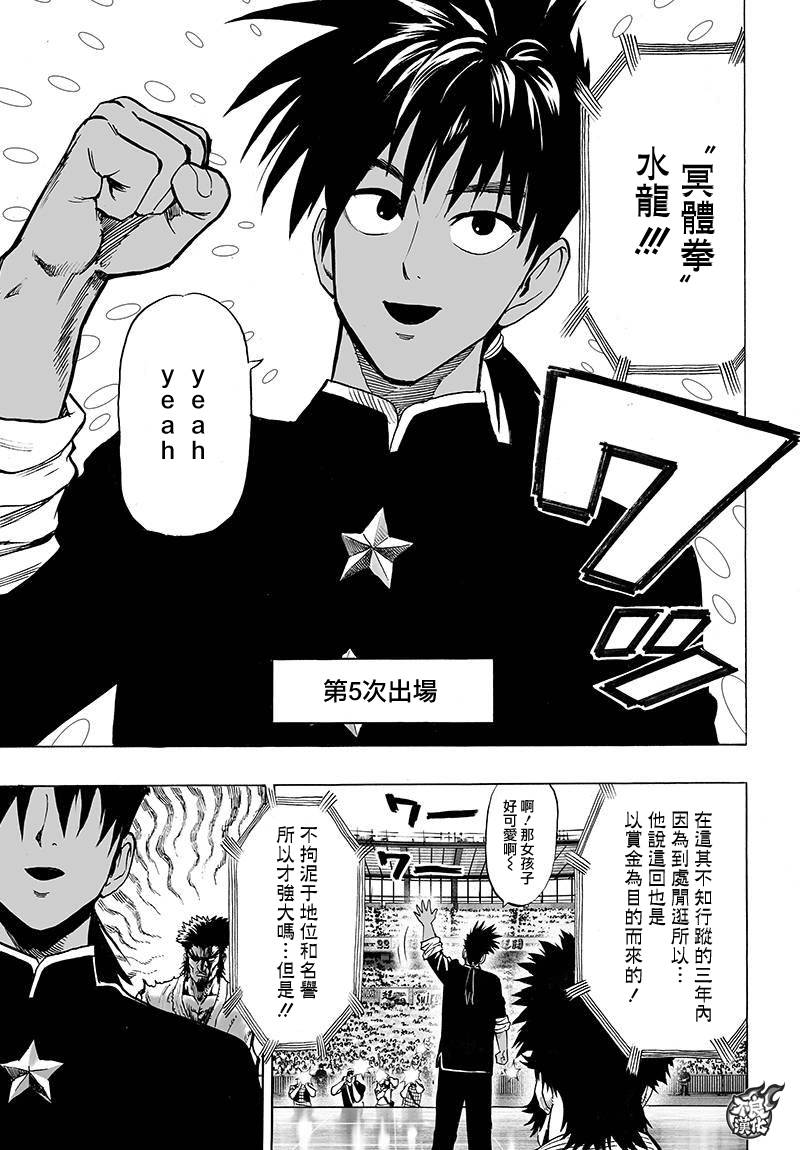 “冥體拳”
水龍!!!
yeah
yeah
ワァッ
第5次出場
在這其不知行蹤的三年內
因為到處閒逛所以…
他說這回也是
以賞金為目的而來的！
啊！那女孩子
好可愛啊～
ワー
ワー
不拘泥于地位和名譽
所以才強大嗎…但是!!
漢化